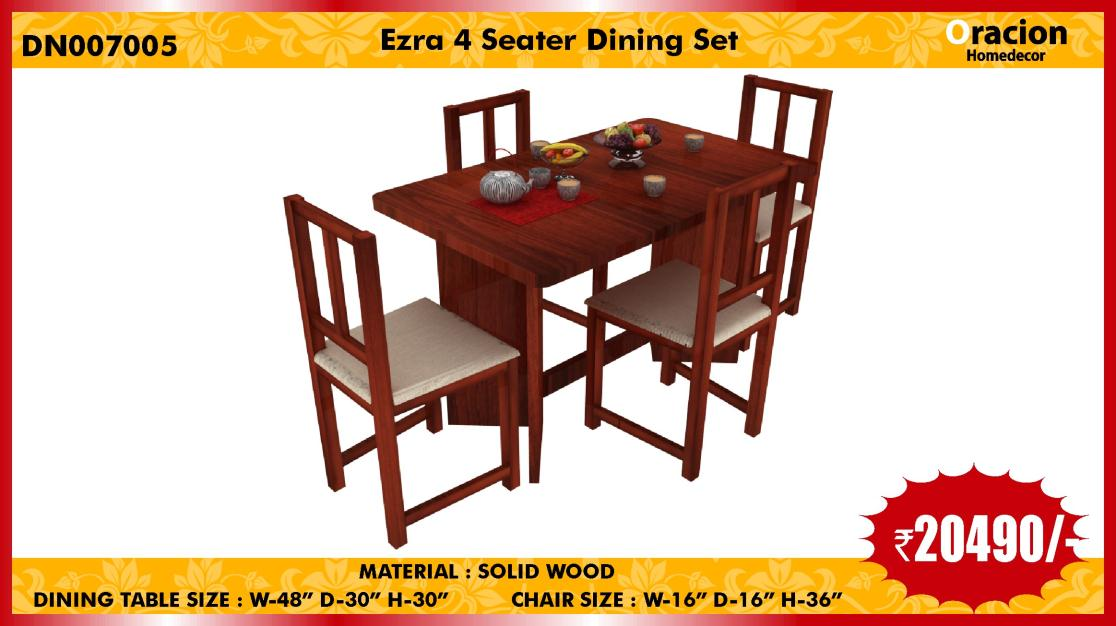 DN007005
Ezra 4 Seater Dining Set
Oracion
Homedecor
₹20490/-
MATERIAL : SOLID WOOD
DINING TABLE SIZE : W-48” D-30” H-30”
CHAIR SIZE : W-16” D-16” H-36”